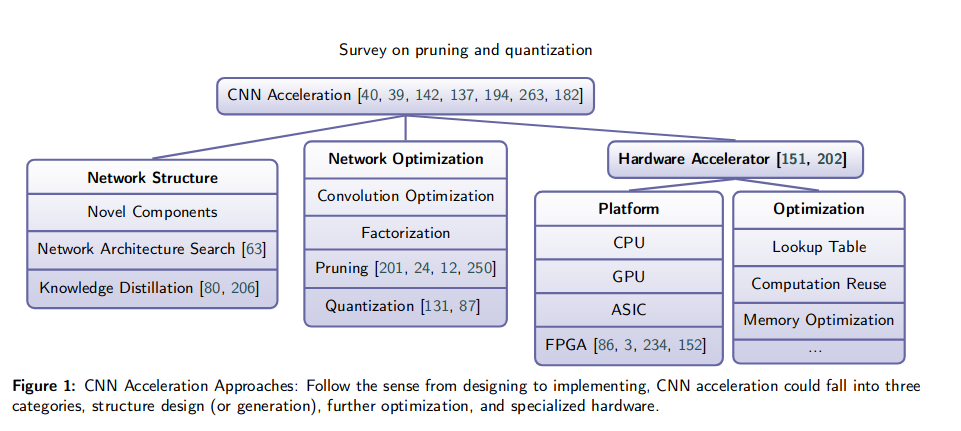 Survey on pruning and quantization
CNN Acceleration [40, 39, 142, 137, 194, 263, 182]
Network Structure
Novel Components
Network Architecture Search [63]
Knowledge Distillation [80, 206]
Network Optimization
Convolution Optimization
Factorization
Pruning [201, 24, 12, 250]
Quantization [131, 87]
Hardware Accelerator [151, 202]
Platform
CPU
GPU
ASIC
FPGA [86, 3, 234, 152]
Optimization
Lookup Table
Computation Reuse
Memory Optimization
...
Figure 1: CNN Acceleration Approaches: Follow the sense from designing to implementing, CNN acceleration could fall into three
categories, structure design (or generation), further optimization, and specialized hardware.